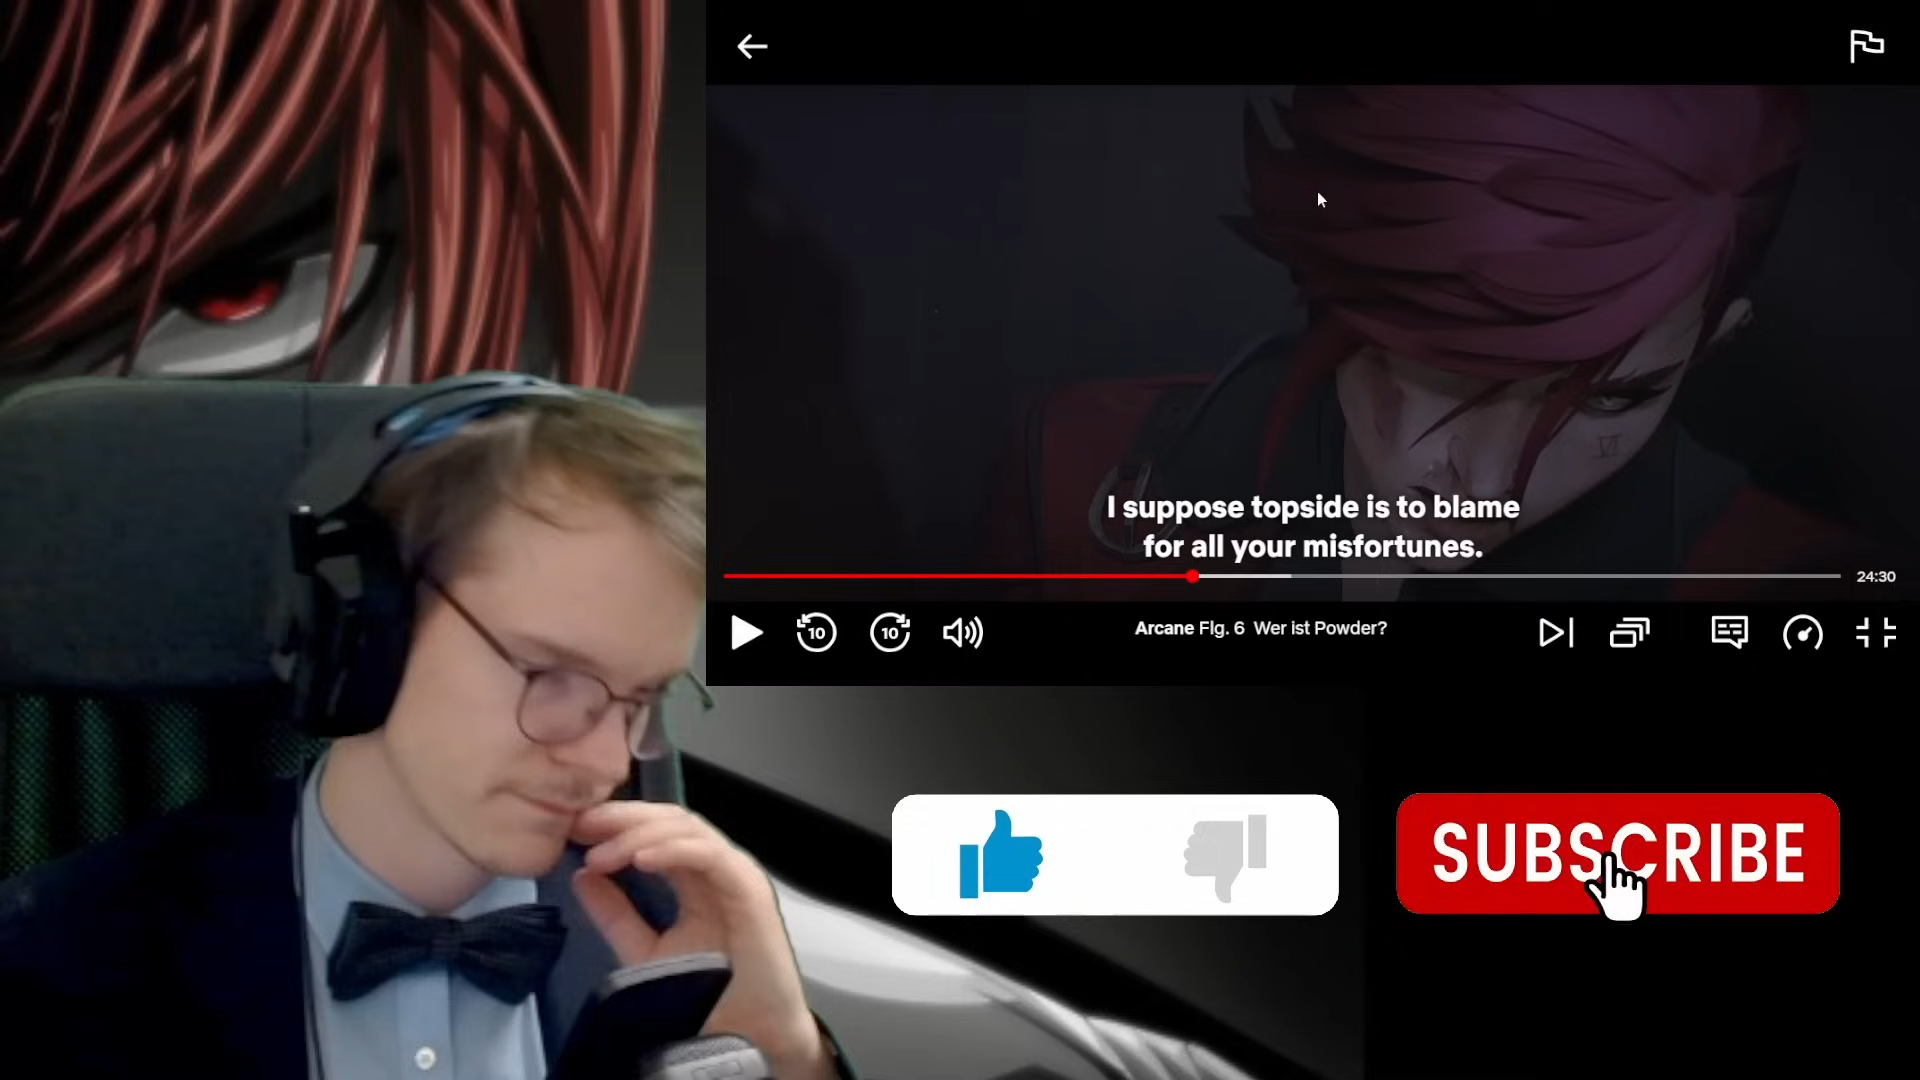 VI
I suppose topside is to blame
for all your misfortunes.
24:30
10
10
Arcane Flg. 6 Wer ist Powder?
SUBSCRIBE